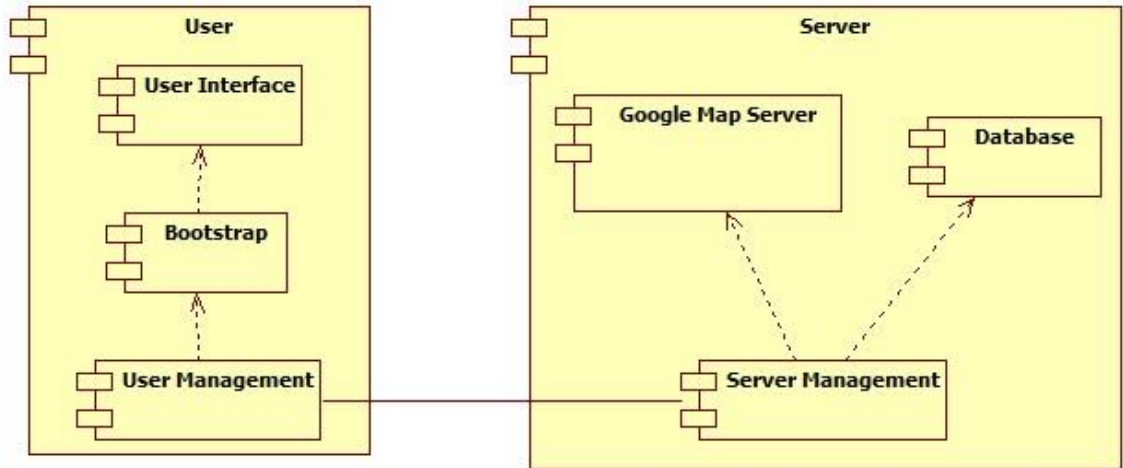 User
User Interface
Bootstrap
User Management
Server
Google Map Server
Database
Server Management